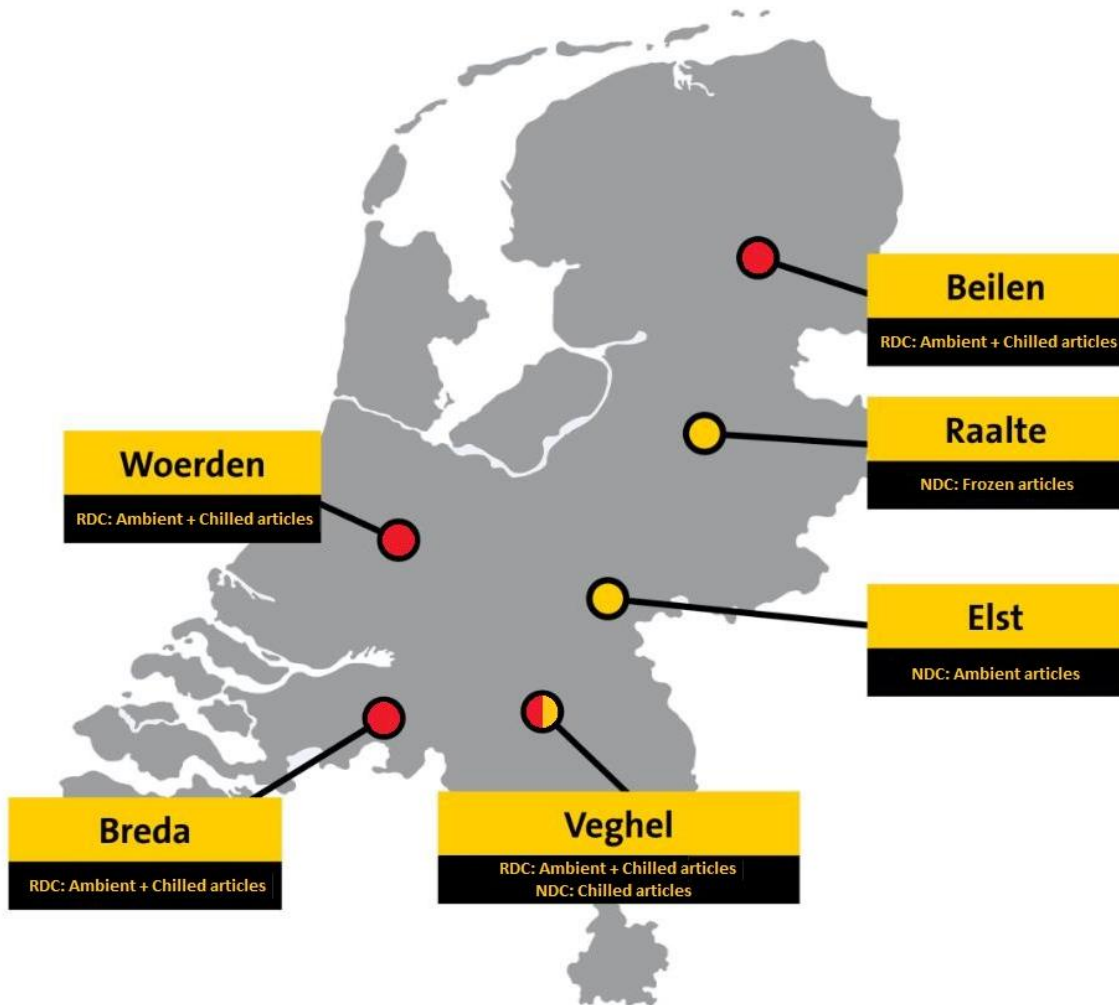 Beilen
RDC: Ambient + Chilled articles
Raalte
NDC: Frozen articles
Woerden
RDC: Ambient + Chilled articles
Elst
NDC: Ambient articles
Breda
RDC: Ambient + Chilled articles
Veghel
RDC: Ambient + Chilled articles
NDC: Chilled articles